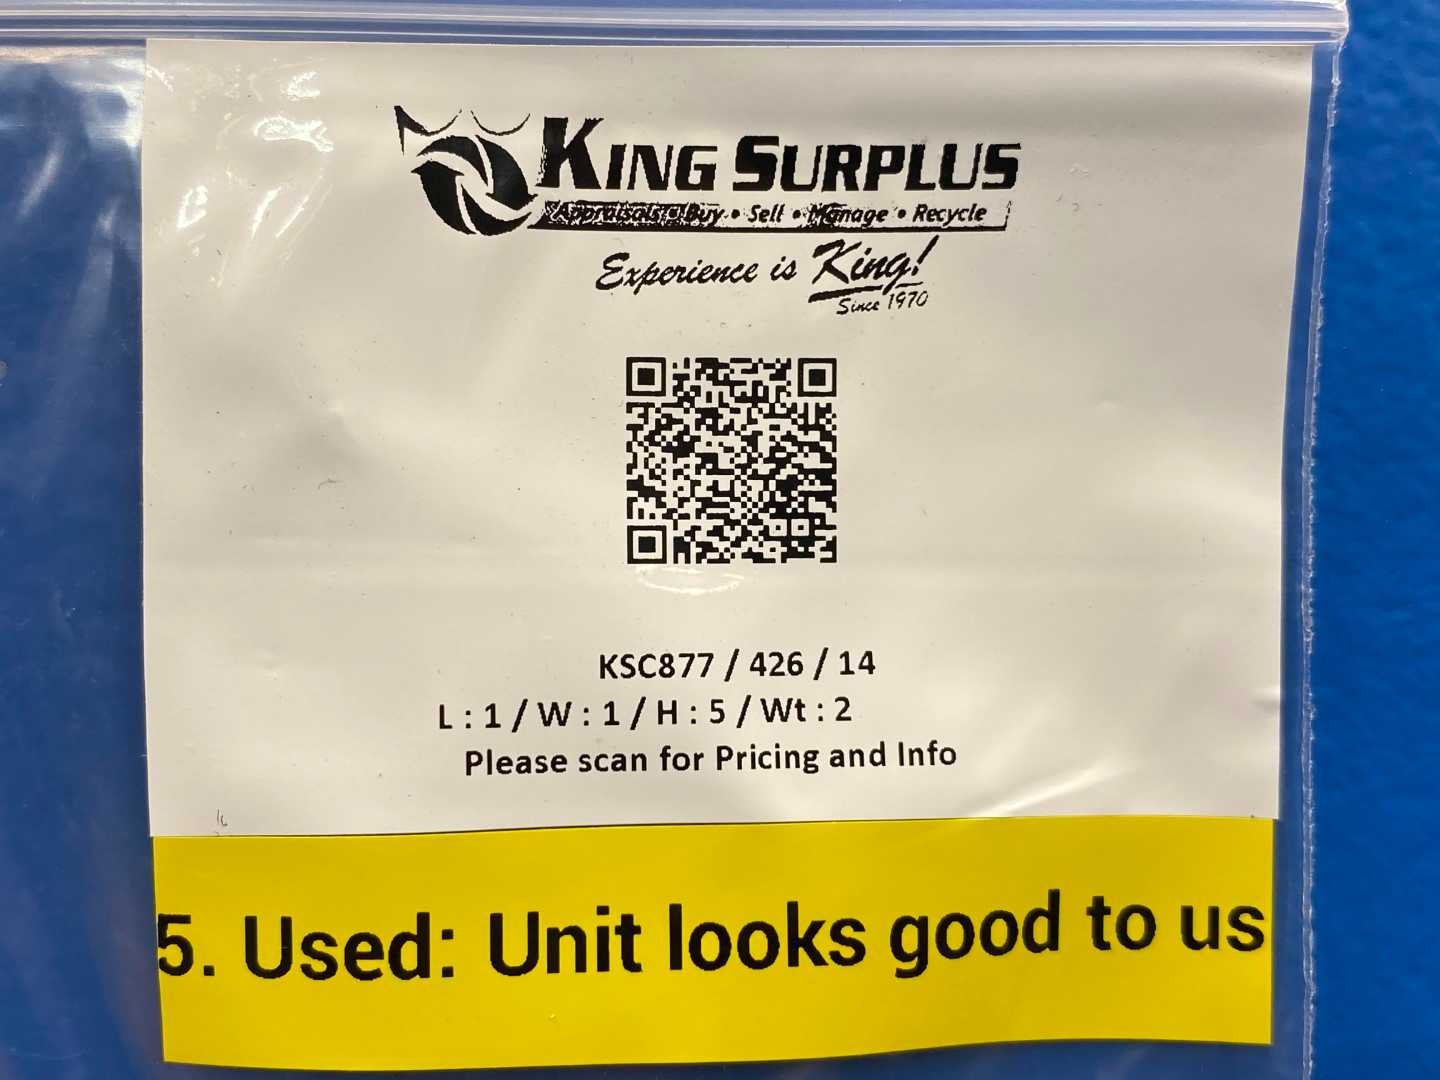 KING SURPLUS
Appraisals • Buy • Sell • Manage • Recycle
Experience is King!
Since 1970
KSC877 / 426 / 14
L : 1 / W : 1 / H : 5 / Wt : 2
Please scan for Pricing and Info
16
5. Used: Unit looks good to us